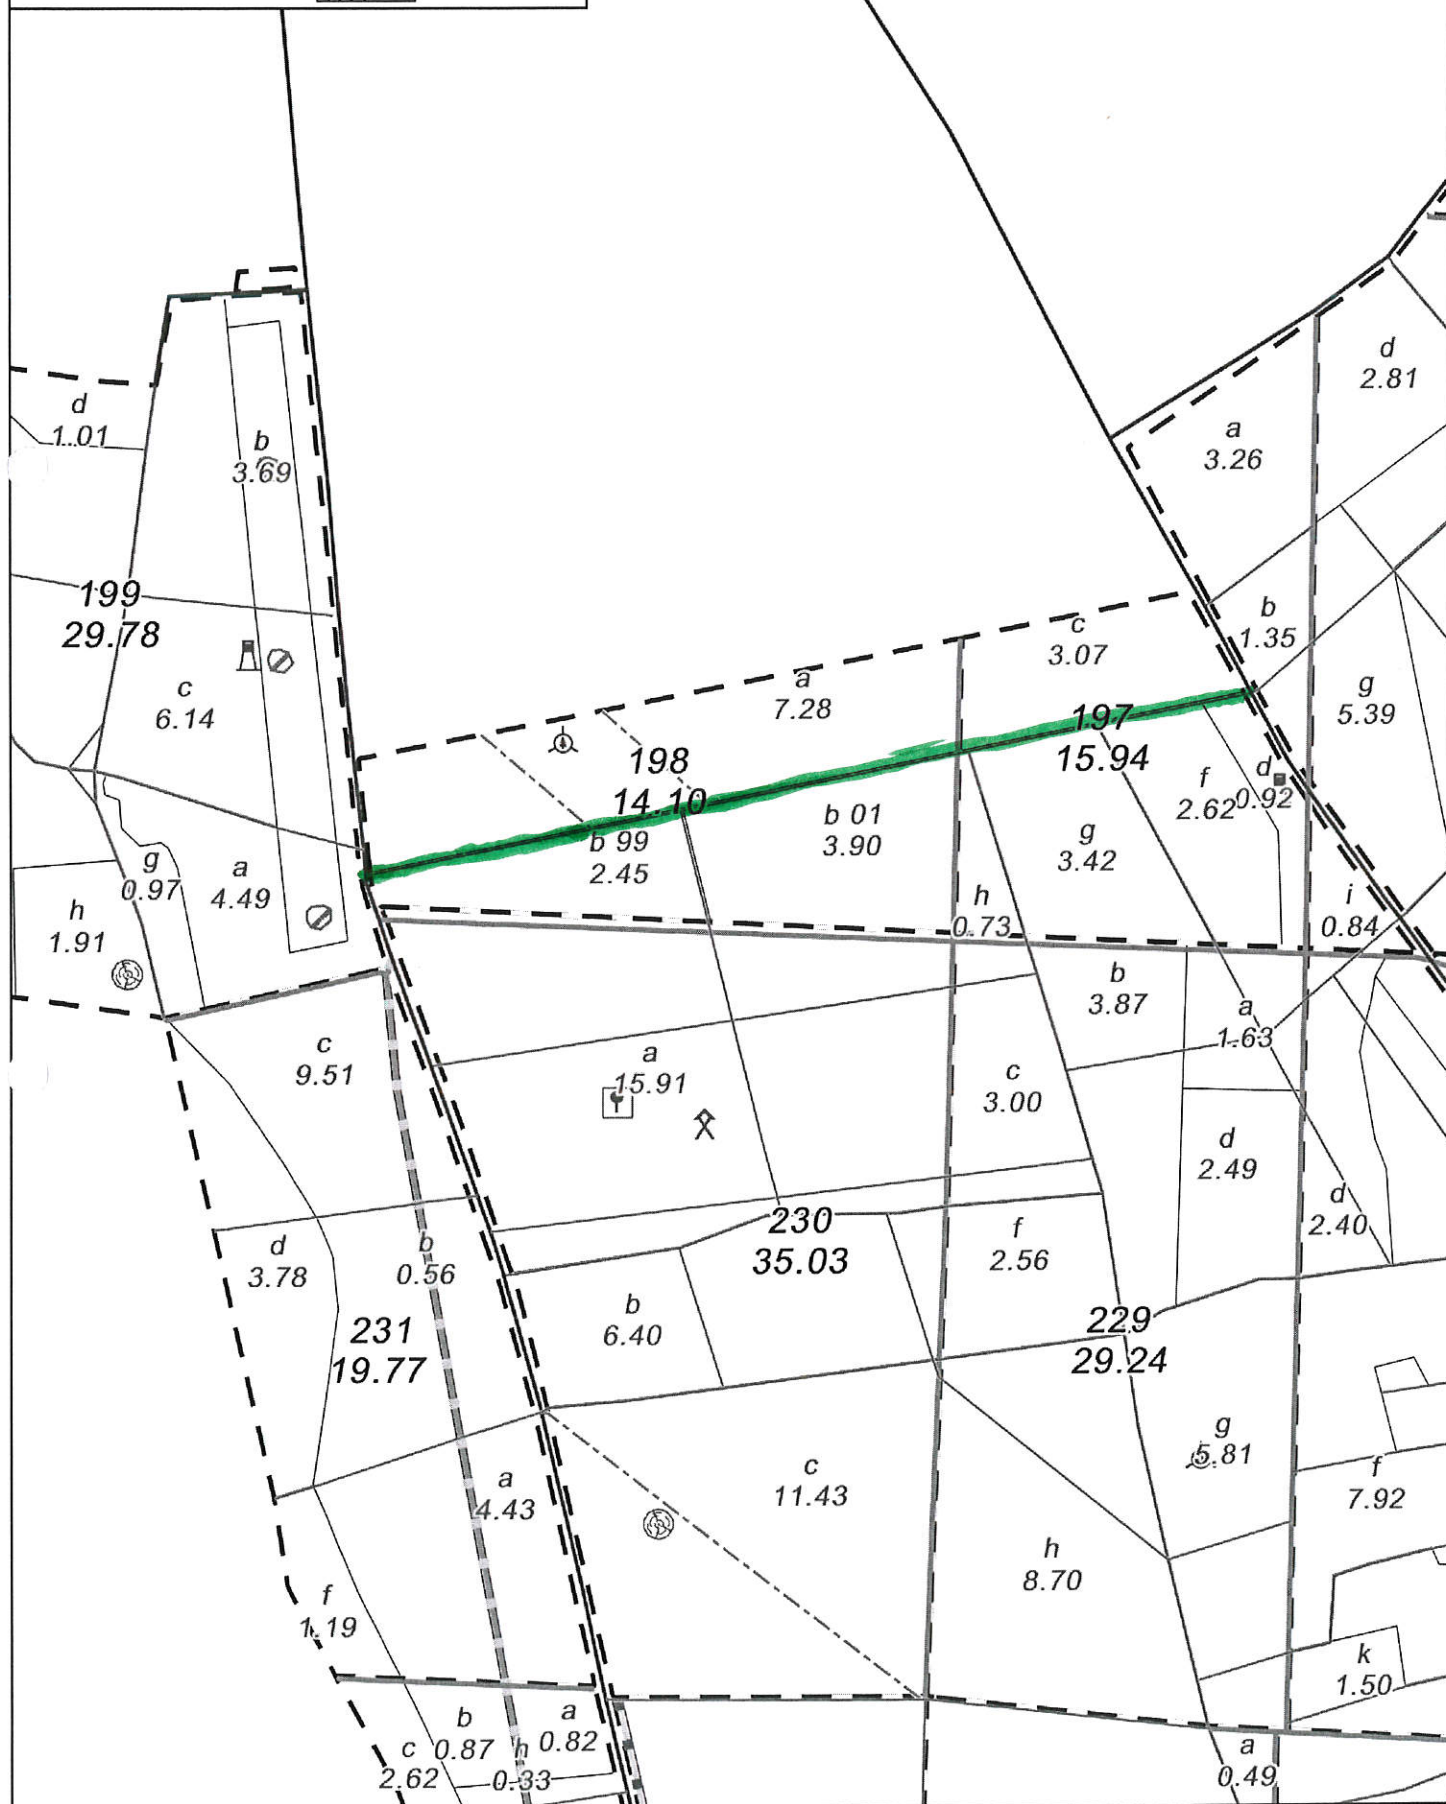 d
2.81
a
3.26
d
1.01
b
3.69
199
29.78
b
1.35
c
3.07
a
7.28
g
5.39
c
6.14
197
15.94
198
14.10
f
2.62
d
0.92
b 01
3.90
b 99
2.45
g
3.42
g
0.97
a
4.49
h
1.91
h
0.73
i
0.84
b
3.87
a
1.63
c
9.51
a
15.91
c
3.00
d
2.49
d
2.40
230
35.03
f
2.56
d
3.78
b
0.56
b
6.40
231
19.77
229
29.24
g
5.81
c
11.43
a
4.43
f
7.92
h
8.70
f
1.19
k
1.50
b
0.87
a
0.82
c
2.62
h
0.33
a
0.49